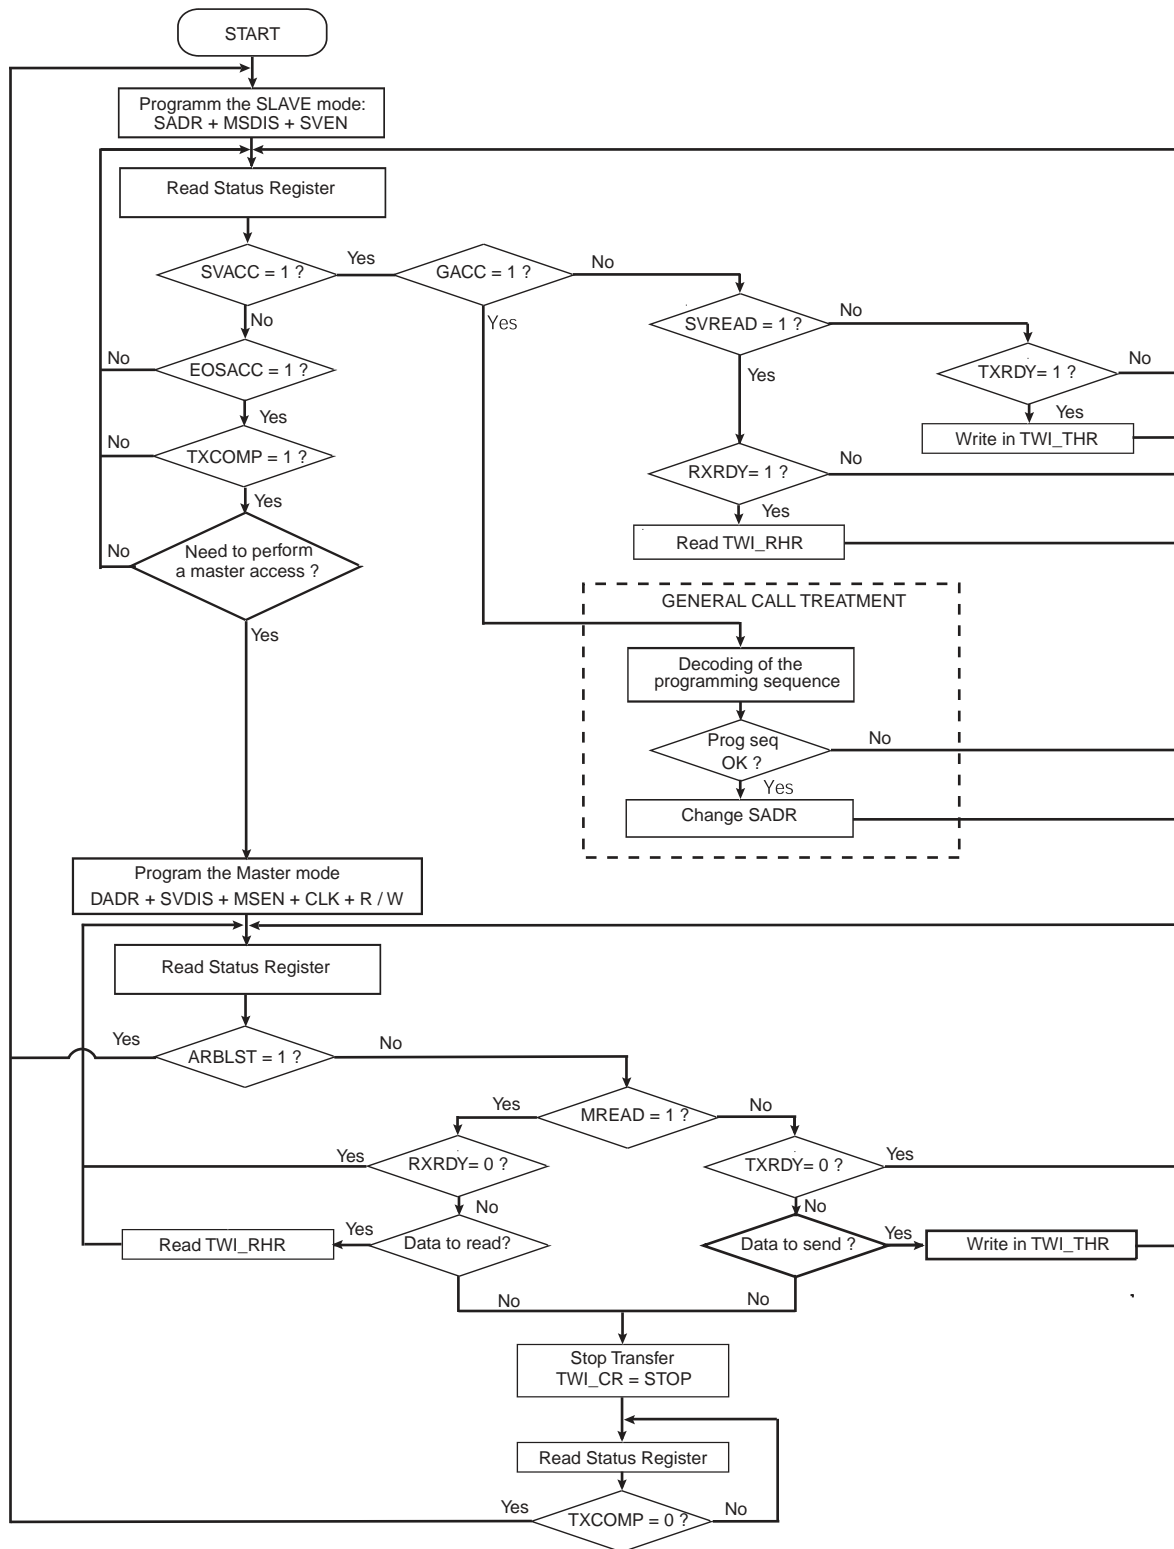 START
Programm the SLAVE mode:
SADR + MSDIS + SVEN
Read Status Register
SVACC = 1 ?
Yes
GACC = 1 ?
No
No
Yes
SVREAD = 1 ?
No
Yes
No
EOSACC = 1 ?
Yes
TXRDY= 1 ?
No
Yes
Write in TWI_THR
No
TXCOMP = 1 ?
Yes
RXRDY= 1 ?
No
Yes
Read TWI_RHR
No
Need to perform
a master access ?
Yes
GENERAL CALL TREATMENT
Decoding of the
programming sequence
Prog seq
OK ?
No
Yes
Change SADR
Program the Master mode
DADR + SVDIS + MSEN + CLK + R / W
Read Status Register
Yes
ARBLST = 1 ?
No
Yes
MREAD = 1 ?
No
Yes
RXRDY= 0 ?
No
TXRDY= 0 ?
Yes
No
Read TWI_RHR
Yes
Data to read?
No
Data to send ?
Yes
Write in TWI_THR
No
Stop Transfer
TWI_CR = STOP
Read Status Register
Yes
TXCOMP = 0 ?
No